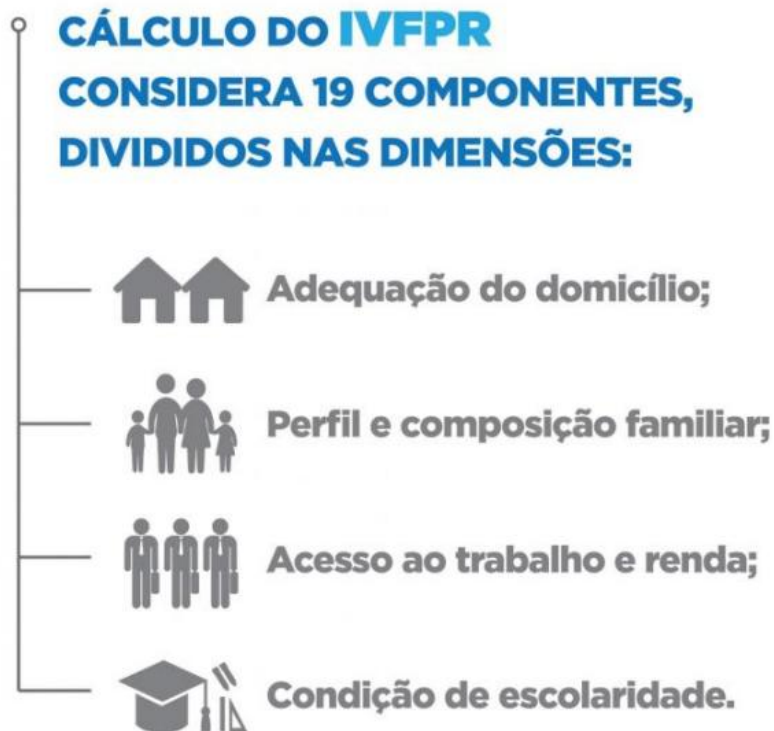 CÁLCULO DO IVFPR
CONSIDERA 19 COMPONENTES,
DIVIDIDOS NAS DIMENSÕES:
Adequação do domicílio;
Perfil e composição familiar;
Acesso ao trabalho e renda;
Condição de escolaridade.